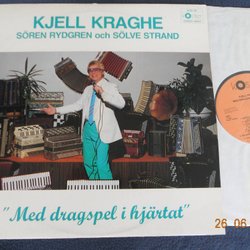 KJELL KRAGHE
SÖREN RYDGREN och SÖLVE STRAND
"Med dragspel i hjärtat"
26 06